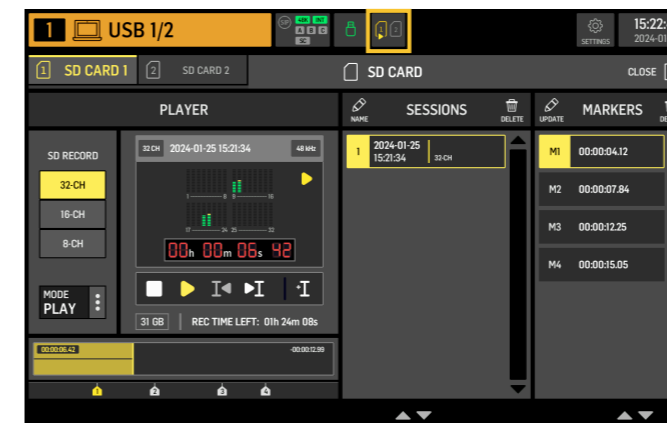 1 USB 1/2
48K INT
A B C
SC
1 2
SETTINGS
15:22:
2024-01
1 SD CARD 1
2 SD CARD 2
SD CARD
CLOSE
PLAYER
NAME
SESSIONS
DELETE
UPDATE
MARKERS
DE
SD RECORD
32-CH
16-CH
8-CH
MODE
PLAY
32 CH 2024-01-25 15:21:34 48 kHz
1 8 9 16
17 24 25 32
00h 00m 06s 42
31 GB REC TIME LEFT: 01h 24m 08s
00:00:06.42
-00:00:12.99
1 2 3 4
1 2024-01-25
15:21:34 32-CH
M1 00:00:04.12
M2 00:00:07.84
M3 00:00:12.25
M4 00:00:15.05